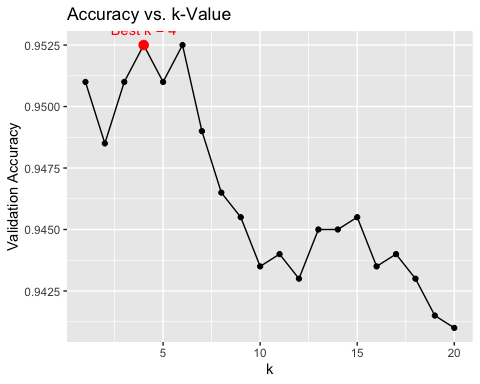 Accuracy vs. k-Value
Best k = 4
0.9525
0.9500
0.9475
0.9450
0.9425
Validation Accuracy
5
10
15
20
k